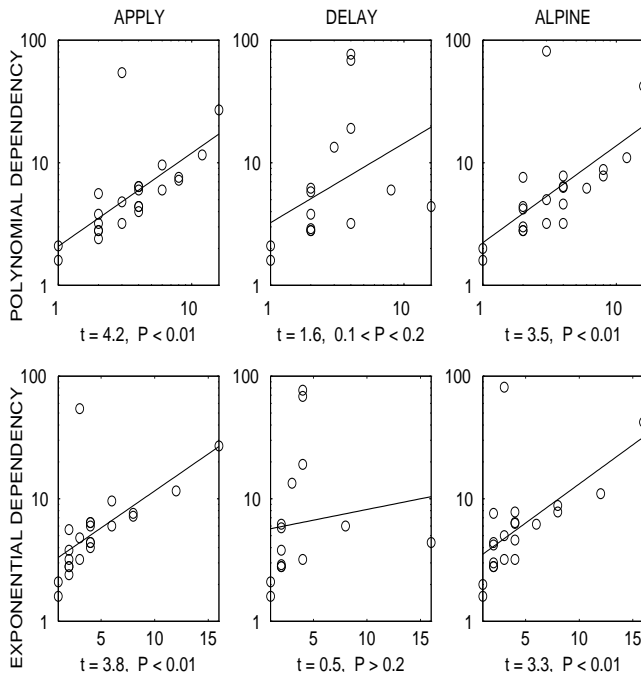 APPLY DELAY ALPINE
POLYNOMIAL DEPENDENCY
100 100 100
10 10 10
1 1 1
1 10 1 10 1 10
t = 4.2, P < 0.01 t = 1.6, 0.1 < P < 0.2 t = 3.5, P < 0.01
EXPONENTIAL DEPENDENCY
100 100 100
10 10 10
1 1 1
5 10 15 5 10 15 5 10 15
t = 3.8, P < 0.01 t = 0.5, P > 0.2 t = 3.3, P < 0.01